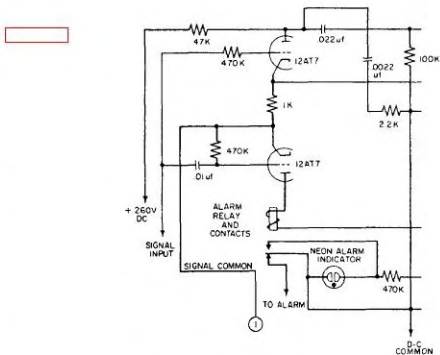 47K
.022uf
470K
12AT7
.0022
uf
100K
1K
2.2K
470K
12AT7
.01uf
+ 260V
DC
ALARM
RELAY
AND
CONTACTS
SIGNAL
INPUT
NEON ALARM
INDICATOR
SIGNAL COMMON
470K
TO ALARM
1
D-C
COMMON